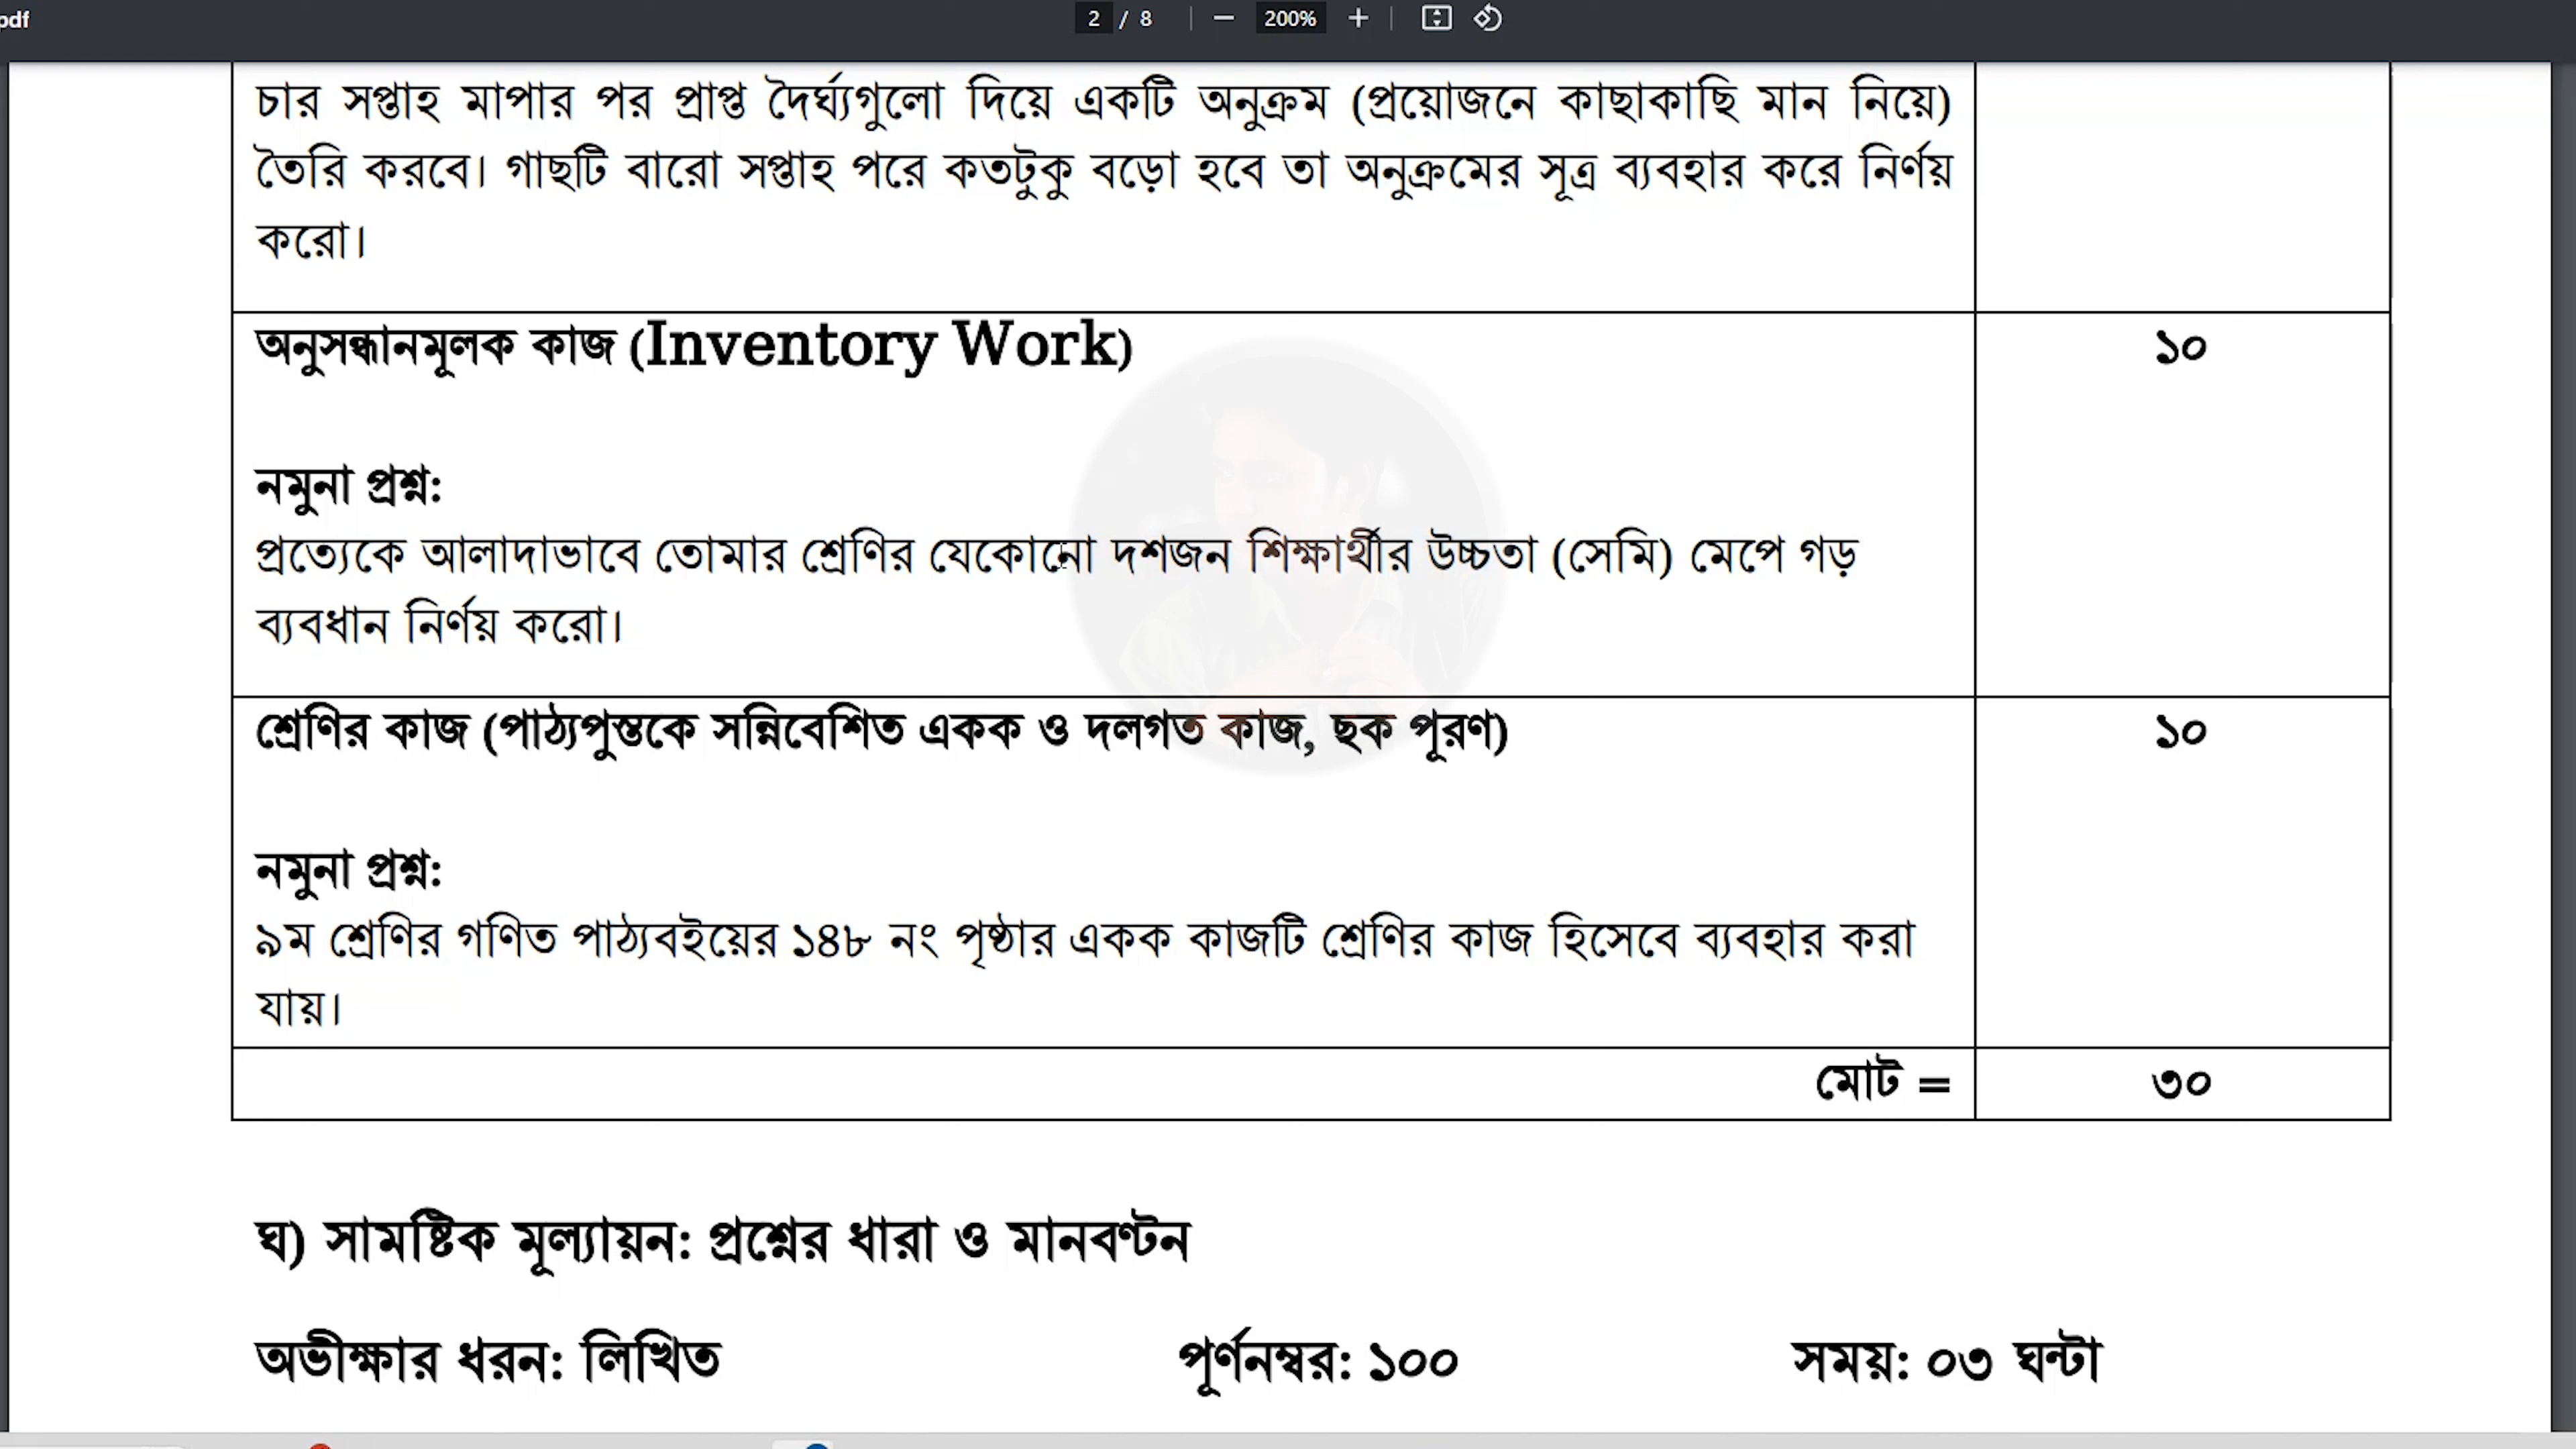 pdf
2 / 8 200%
চার সপ্তাহ মাপার পর প্রাপ্ত দৈর্ঘ্যগুলো দিয়ে একটি অনুক্রম (প্রয়োজনে কাছাকাছি মান নিয়ে)
তৈরি করবে। গাছটি বারো সপ্তাহ পরে কতটুকু বড়ো হবে তা অনুক্রমের সূত্র ব্যবহার করে নির্ণয়
করো।
অনুসন্ধানমূলক কাজ (Inventory Work) ১০
নমুনা প্রশ্ন:
প্রত্যেকে আলাদাভাবে তোমার শ্রেণির যেকোনো দশজন শিক্ষার্থীর উচ্চতা (সেমি) মেপে গড়
ব্যবধান নির্ণয় করো।
শ্রেণির কাজ (পাঠ্যপুস্তকে সন্নিবেশিত একক ও দলগত কাজ, ছক পূরণ) ১০
নমুনা প্রশ্ন:
৯ম শ্রেণির গণিত পাঠ্যবইয়ের ১৪৮ নং পৃষ্ঠার একক কাজটি শ্রেণির কাজ হিসেবে ব্যবহার করা
যায়।
মোট = ৩০
ঘ) সামষ্টিক মূল্যায়ন: প্রশ্নের ধারা ও মানবণ্টন
অভীক্ষার ধরন: লিখিত পূর্ণনম্বর: ১০০ সময়: ০৩ ঘন্টা